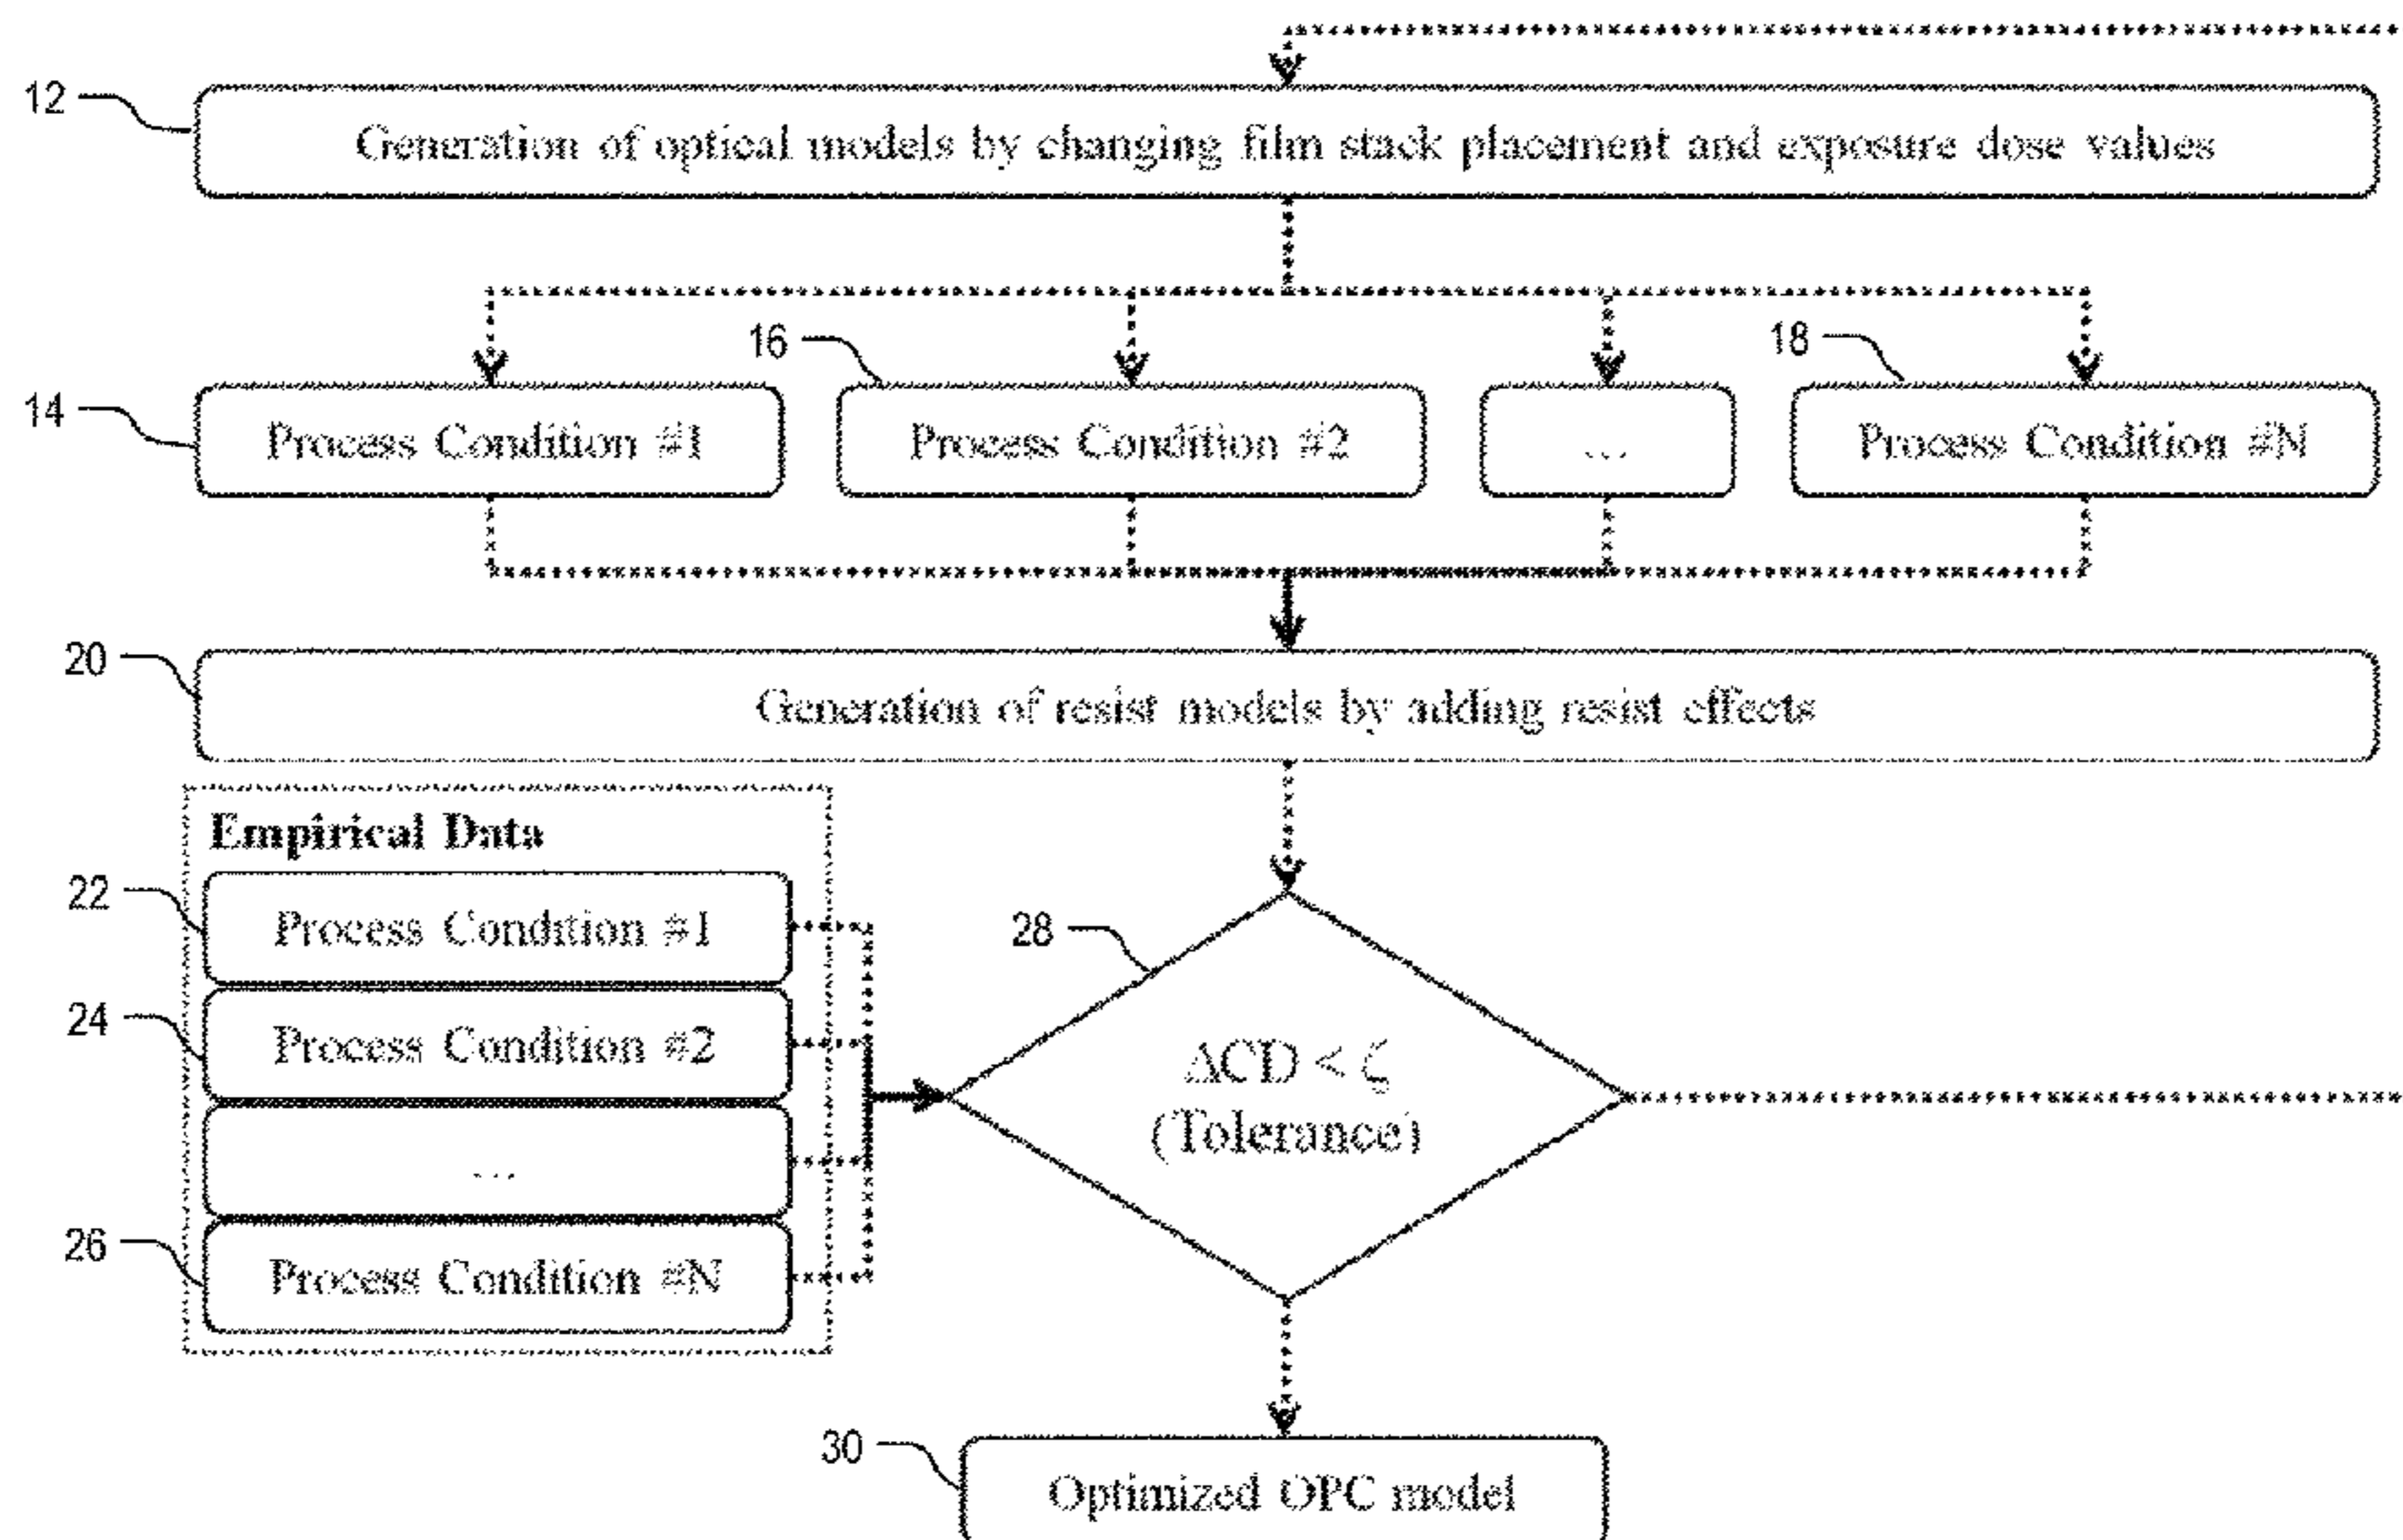 12
Generation of optical models by changing film stack placement and exposure dose values
16
18
14
Process Condition #1
Process Condition #2
...
Process Condition #N
20
Generation of resist models by adding resist effects
Empirical Data
22
Process Condition #1
28
24
Process Condition #2
ΔCD < ζ
(Tolerance)
...
26
Process Condition #N
30
Optimized OPC model